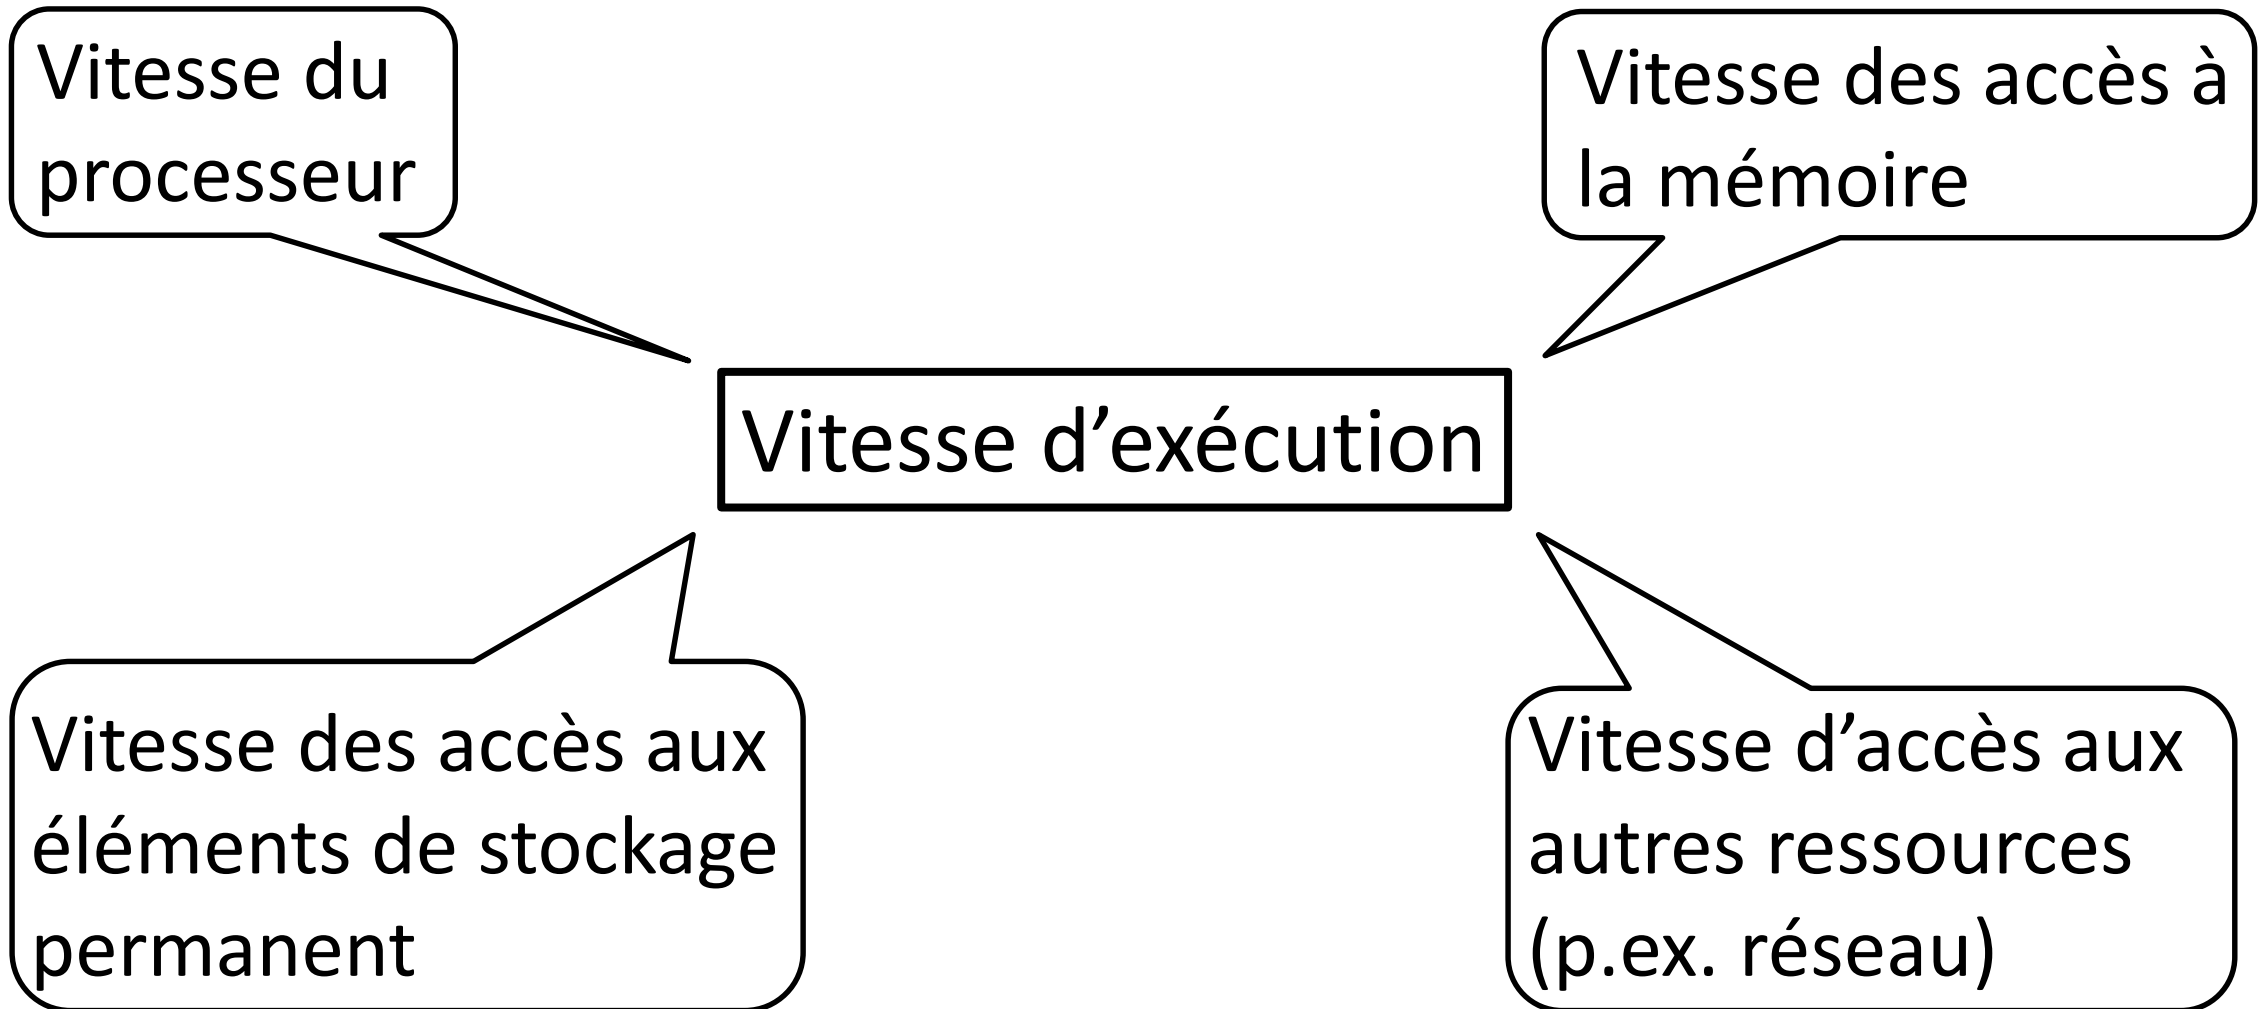 Vitesse du
processeur
Vitesse des accès à
la mémoire
Vitesse d’exécution
Vitesse des accès aux
éléments de stockage
permanent
Vitesse d’accès aux
autres ressources
(p.ex. réseau)